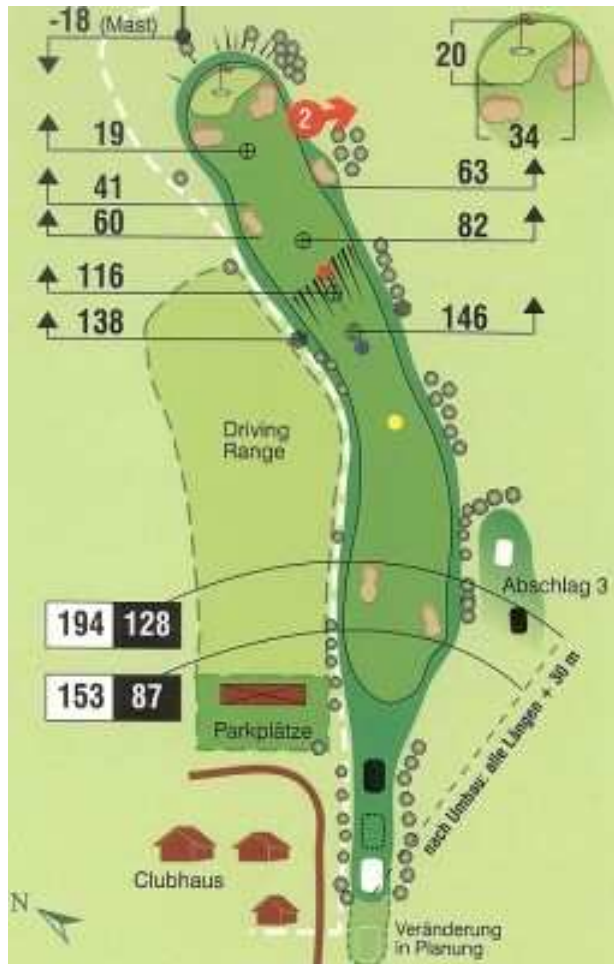 -18 (Mast)
20
34
2
19
63
41
60
82
116
138
146
Driving
Range
Abschlag 3
194 128
153 87
Parkplätze
nach Umbau: alle Längen + 30 m
Clubhaus
N
Veränderung
in Planung